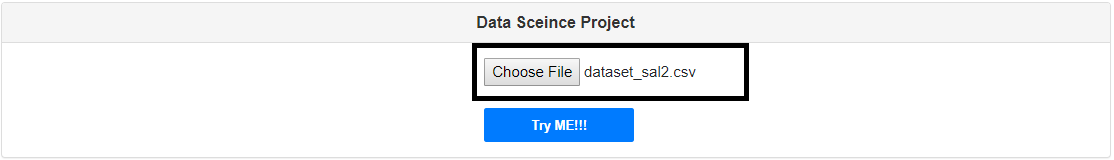 Data Sceince Project
Choose File dataset_sal2.csv
Try ME!!!